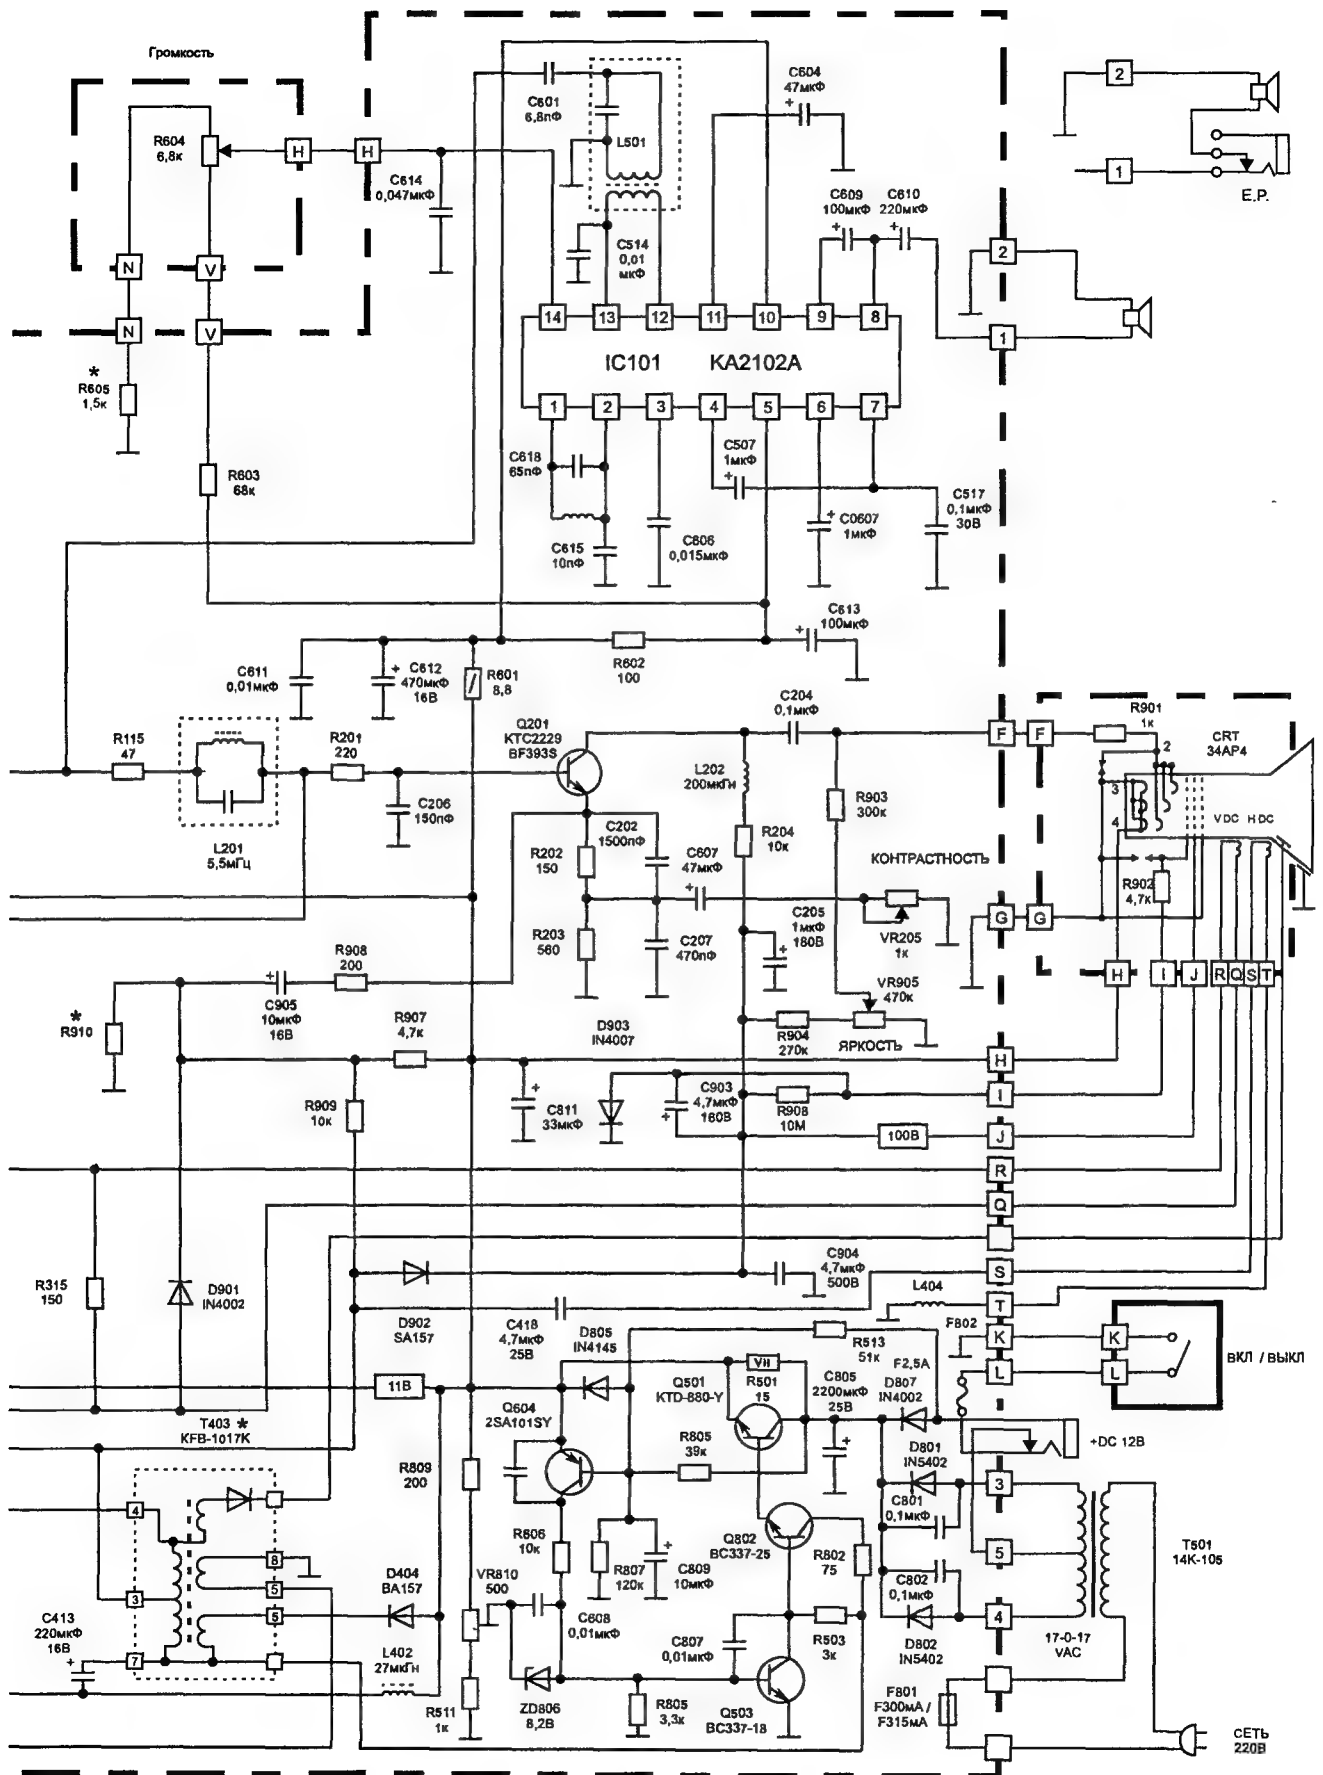 Громкость
R604
6,8к
H
H
N
V
N
V
*
R605
1,5к
R603
68к
C614
0,047мкФ
C601
6,8пФ
L501
C514
0,01
мкФ
C604
47мкФ
C609
100мкФ
C610
220мкФ
2
1
E.P.
2
1
14
13
12
11
10
9
8
IC101
KA2102A
1
2
3
4
5
6
7
C618
65пФ
C507
1мкФ
C615
10пФ
C606
0,015мкФ
C0607
1мкФ
C517
0,1мкФ
30В
C613
100мкФ
C611
0,01мкФ
C612
470мкФ
16В
R601
8,8
R602
100
C204
0,1мкФ
Q201
KTC2229
BF393S
R115
47
R201
220
L201
5,5мГц
C206
150пФ
L202
200мкГн
R204
10к
R903
300к
C202
1500пФ
R202
150
C607
47мкФ
КОНТРАСТНОСТЬ
R203
560
C207
470пФ
C205
1мкФ
160В
VR205
1к
F
F
R901
1к
CRT
34AP4
2
3
4
VDC
HDC
R902
4,7к
G
G
H
I
J
R
Q
S
T
R908
200
C905
10мкФ
16В
*
R910
R907
4,7к
D903
IN4007
VR905
470к
R904
270к
ЯРКОСТЬ
H
R909
10к
C811
33мкФ
C903
4,7мкФ
160В
R908
10М
I
100В
J
R
Q
R315
150
D901
IN4002
D902
SA157
C904
4,7мкФ
500В
S
L404
T
C418
4,7мкФ
25В
D805
IN4145
R513
51к
F802
K
K
L
L
ВКЛ / ВЫКЛ
F2,5А
11В
Q604
2SA101SY
Q501
KTD-880-Y
VII
R501
15
C805
2200мкФ
25В
D807
IN4002
T403 *
KFB-1017K
R809
200
R805
39к
D801
IN5402
+DC 12В
4
3
7
8
5
6
C801
0,1мкФ
3
5
4
T501
14К-105
R606
10к
R807
120к
C809
10мкФ
Q802
BC337-25
R802
75
C802
0,1мкФ
D802
IN5402
D404
BA157
VR810
500
C608
0,01мкФ
C807
0,01мкФ
R503
3к
17-0-17
VAC
C413
220мкФ
16В
L402
27мкГн
R511
1к
ZD806
8,2В
R805
3,3к
Q503
BC337-18
F801
F300мА /
F315мА
СЕТЬ
220В